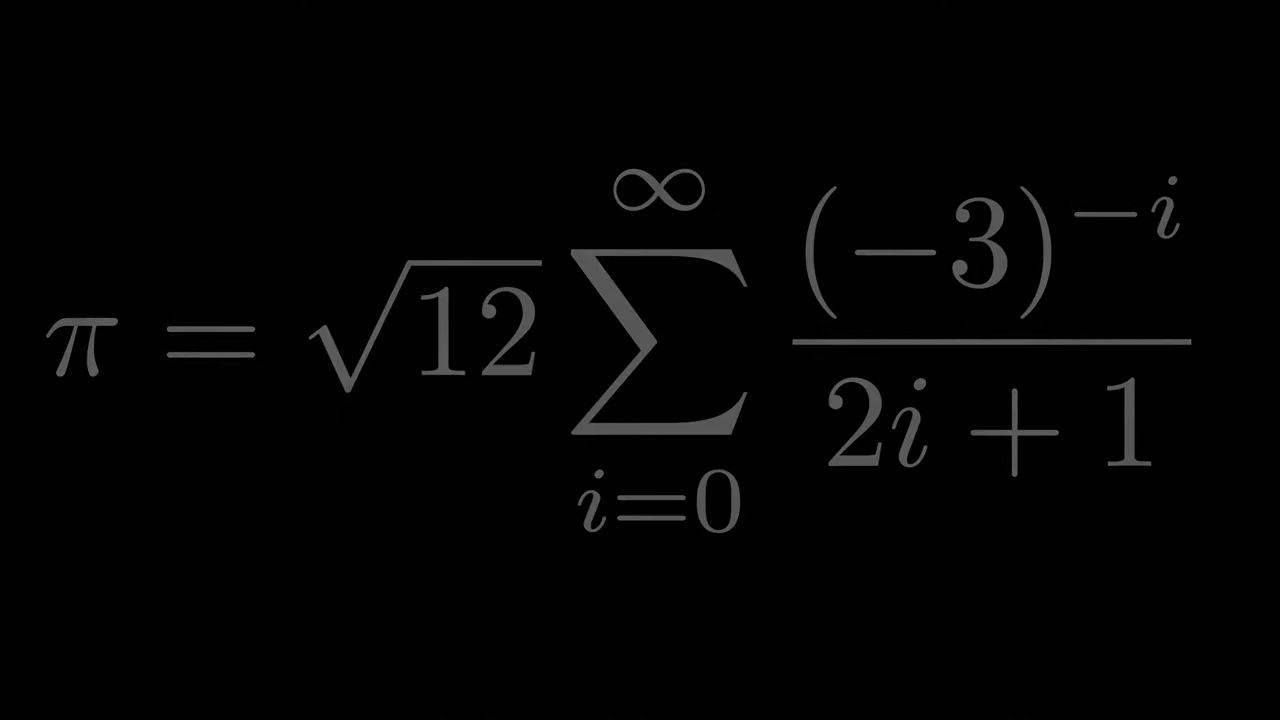 π = √12 ∑_{i=0}^{∞} (−3)^{−i} / (2i + 1)